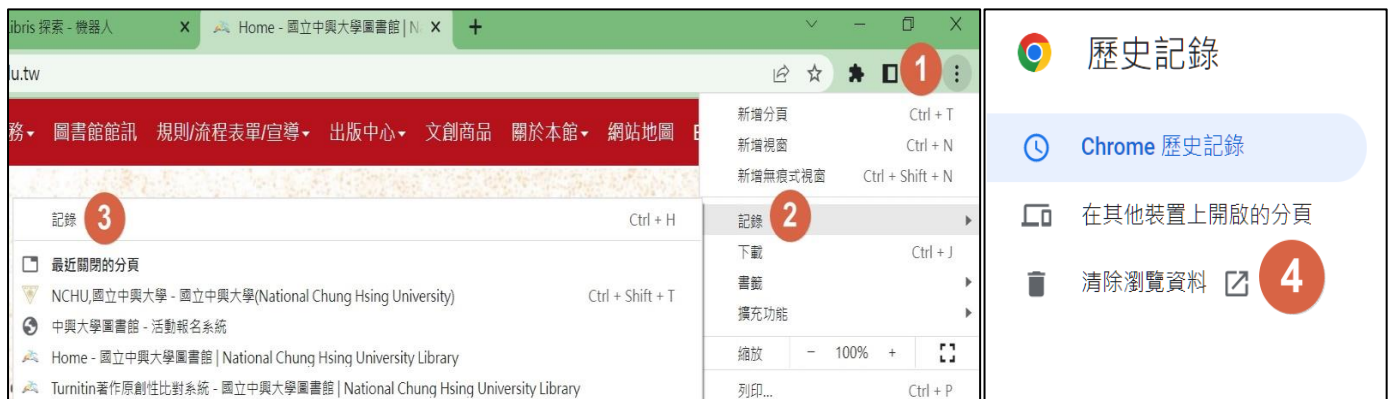 ibris 探索 - 機器人 X Home - 國立中興大學圖書館 | N X +
lu.tw
1
務 圖書館館訊 規則/流程表單/宣導 出版中心 文創商品 關於本館 網站地圖 E
新增分頁 Ctrl + T
新增視窗 Ctrl + N
新增無痕式視窗 Ctrl + Shift + N
記錄 2
下載 Ctrl + J
書籤
擴充功能
縮放 - 100% +
列印... Ctrl + P
記錄 3 Ctrl + H
最近關閉的分頁
NCHU,國立中興大學 - 國立中興大學(National Chung Hsing University) Ctrl + Shift + T
中興大學圖書館 - 活動報名系統
Home - 國立中興大學圖書館 | National Chung Hsing University Library
Turnitin著作原創性比對系統 - 國立中興大學圖書館 | National Chung Hsing University Library
歷史記錄
Chrome 歷史記錄
在其他裝置上開啟的分頁
清除瀏覽資料 4